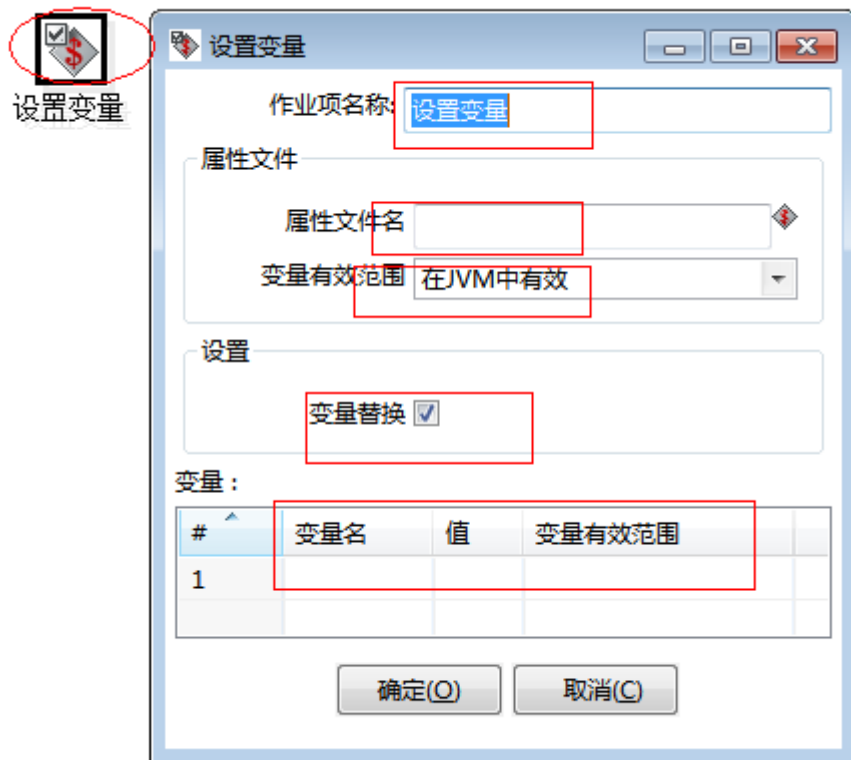 设置变量
设置变量
作业项名称:
设置变量
属性文件
属性文件名
变量有效范围 在JVM中有效
设置
变量替换
变量：
# 变量名 值 变量有效范围
1
确定(O) 取消(C)